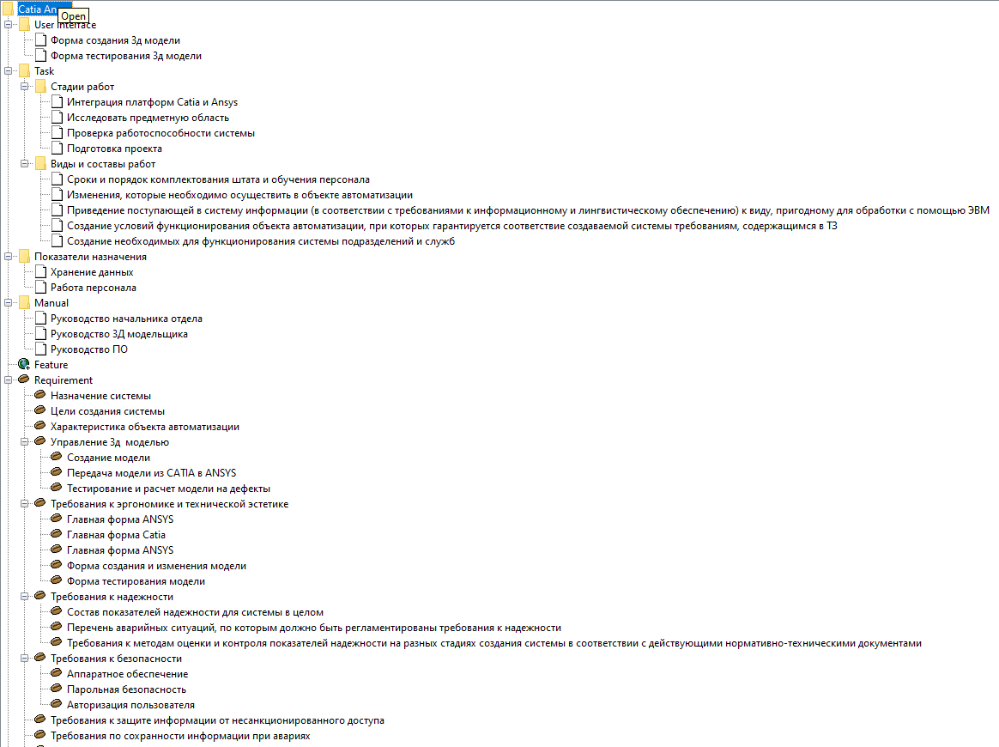 Catia An
Open
User Interface
Форма создания 3д модели
Форма тестирования 3д модели
Task
Стадии работ
Интеграция платформ Catia и Ansys
Исследовать предметную область
Проверка работоспособности системы
Подготовка проекта
Виды и составы работ
Сроки и порядок комплектования штата и обучения персонала
Изменения, которые необходимо осуществить в объекте автоматизации
Приведение поступающей в систему информации (в соответствии с требованиями к информационному и лингвистическому обеспечению) к виду, пригодному для обработки с помощью ЭВМ
Создание условий функционирования объекта автоматизации, при которых гарантируется соответствие создаваемой системы требованиям, содержащимся в ТЗ
Создание необходимых для функционирования системы подразделений и служб
Показатели назначения
Хранение данных
Работа персонала
Manual
Руководство начальника отдела
Руководство 3Д модельщика
Руководство ПО
Feature
Requirement
Назначение системы
Цели создания системы
Характеристика объекта автоматизации
Управление 3д моделью
Создание модели
Передача модели из CATIA в ANSYS
Тестирование и расчет модели на дефекты
Требования к эргономике и технической эстетике
Главная форма ANSYS
Главная форма Catia
Главная форма ANSYS
Форма создания и изменения модели
Форма тестирования модели
Требования к надежности
Состав показателей надежности для системы в целом
Перечень аварийных ситуаций, по которым должно быть регламентированы требования к надежности
Требования к методам оценки и контроля показателей надежности на разных стадиях создания системы в соответствии с действующими нормативно-техническими документами
Требования к безопасности
Аппаратное обеспечение
Парольная безопасность
Авторизация пользователя
Требования к защите информации от несанкционированного доступа
Требования по сохранности информации при авариях